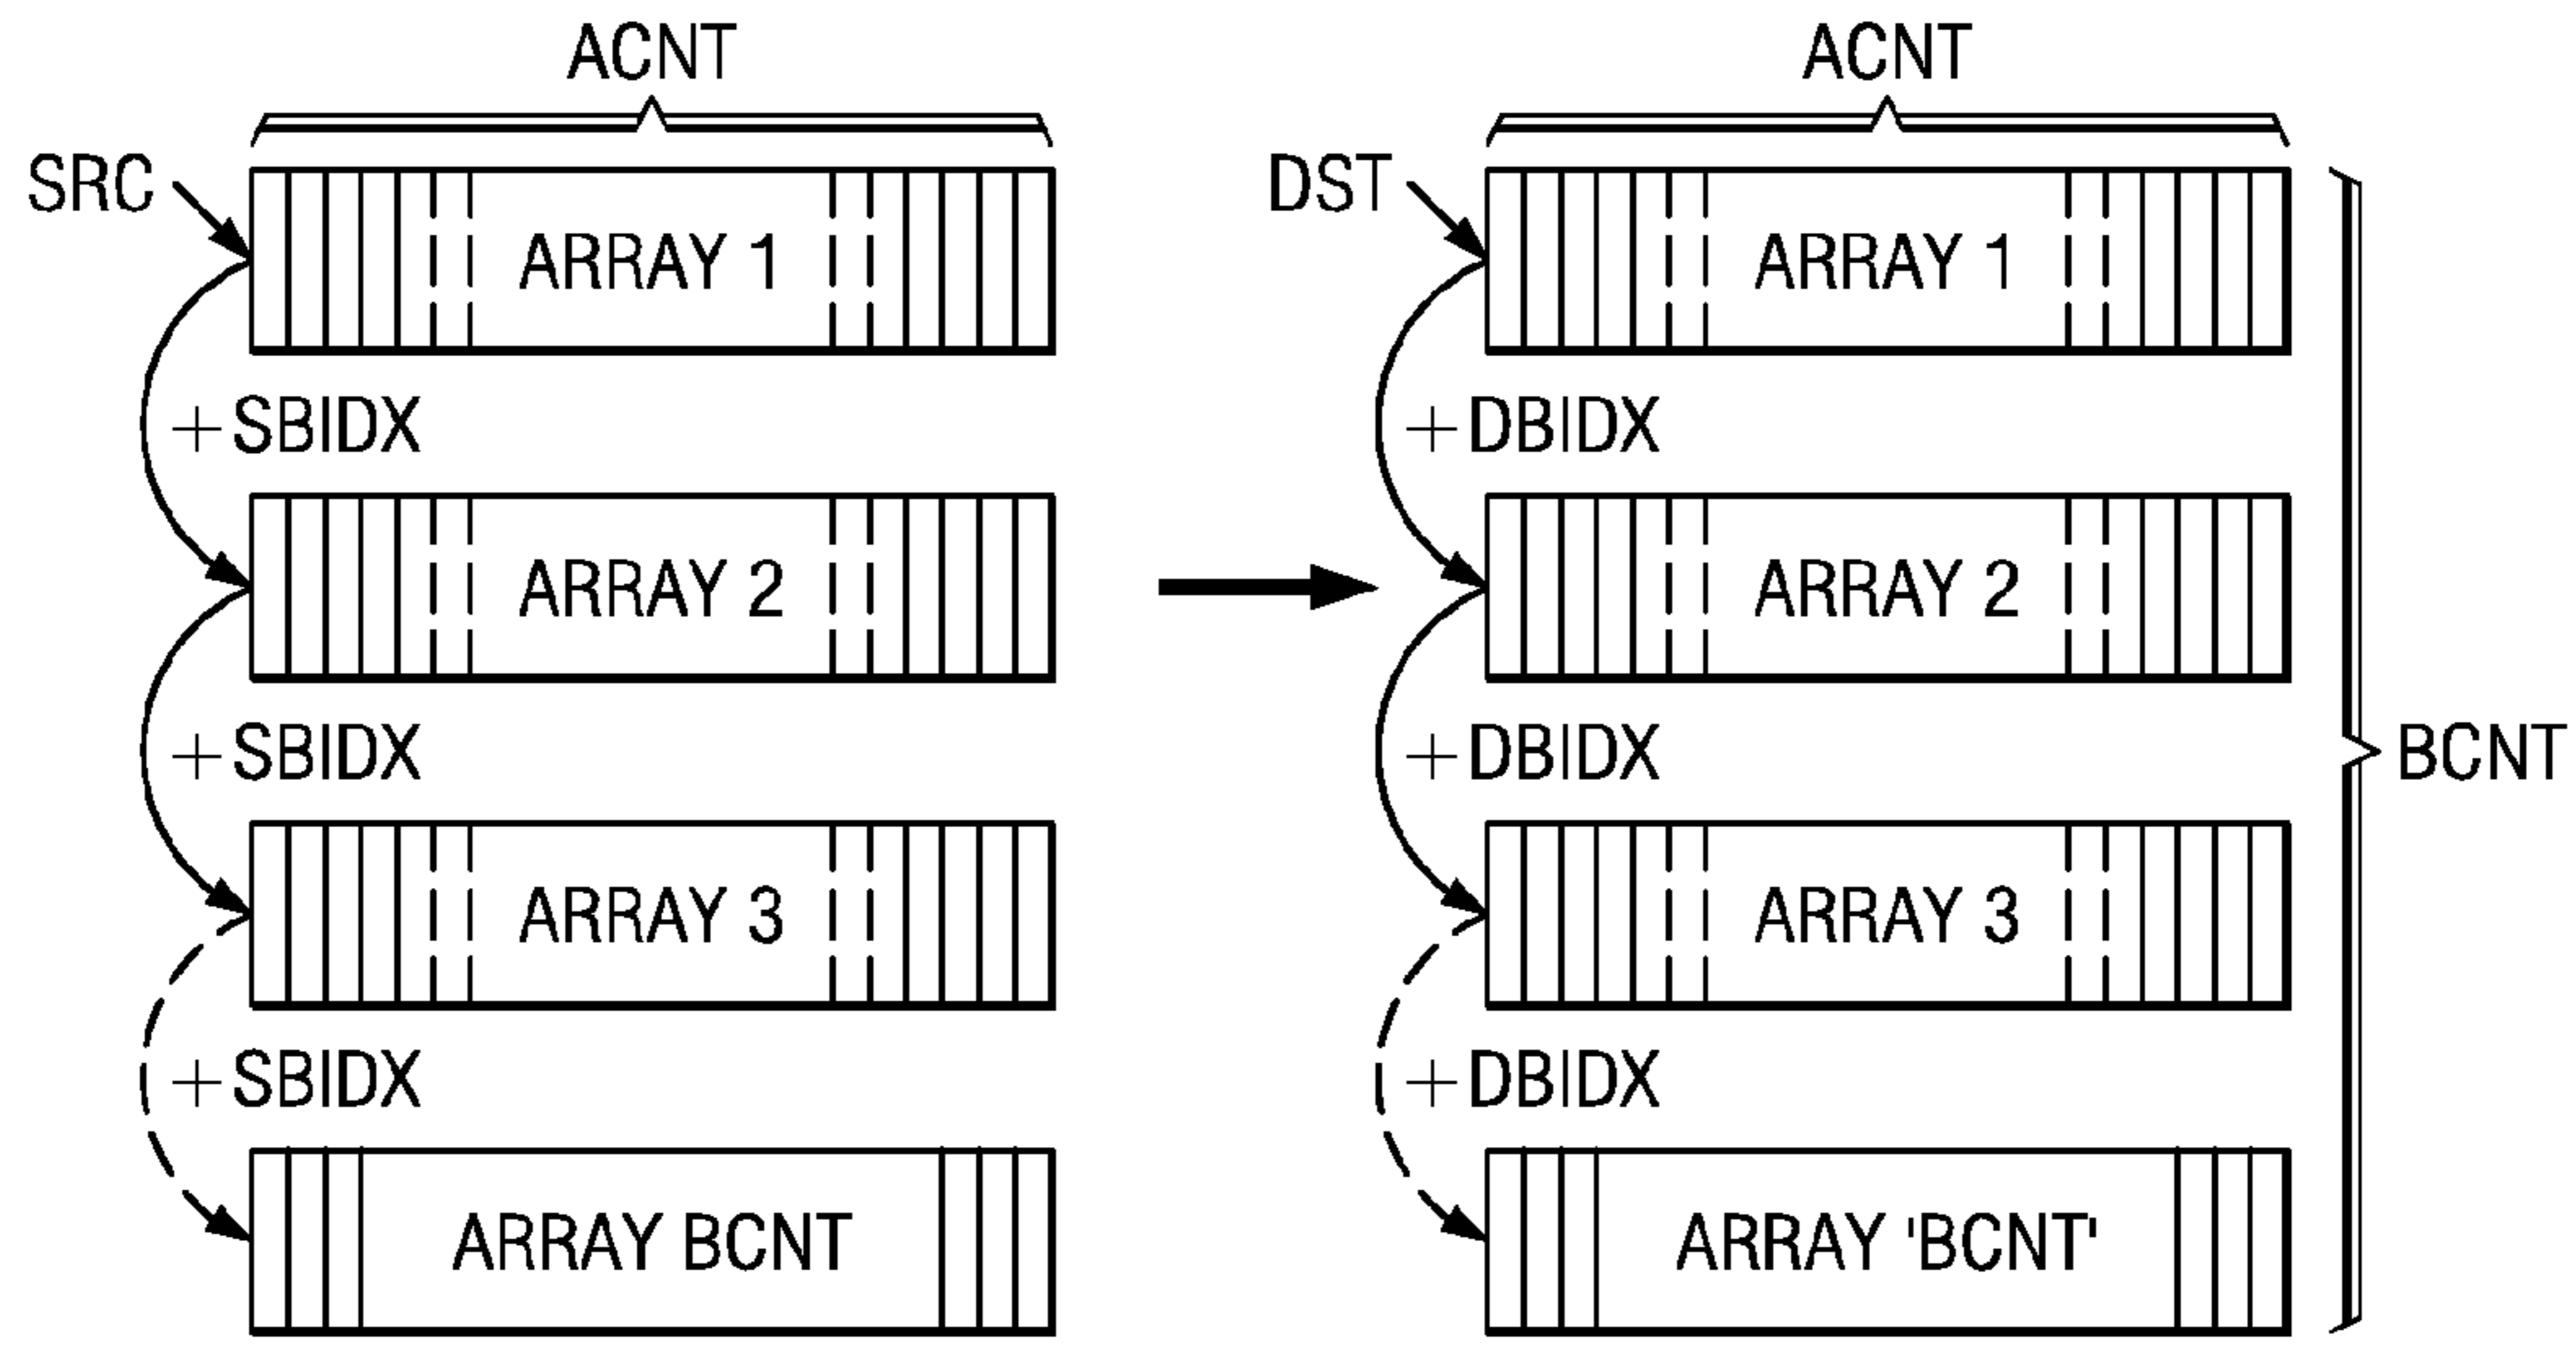 ACNT
ACNT
SRC
ARRAY 1
DST
ARRAY 1
+SBIDX
+DBIDX
ARRAY 2
ARRAY 2
+SBIDX
+DBIDX
BCNT
ARRAY 3
ARRAY 3
+SBIDX
+DBIDX
ARRAY BCNT
ARRAY 'BCNT'